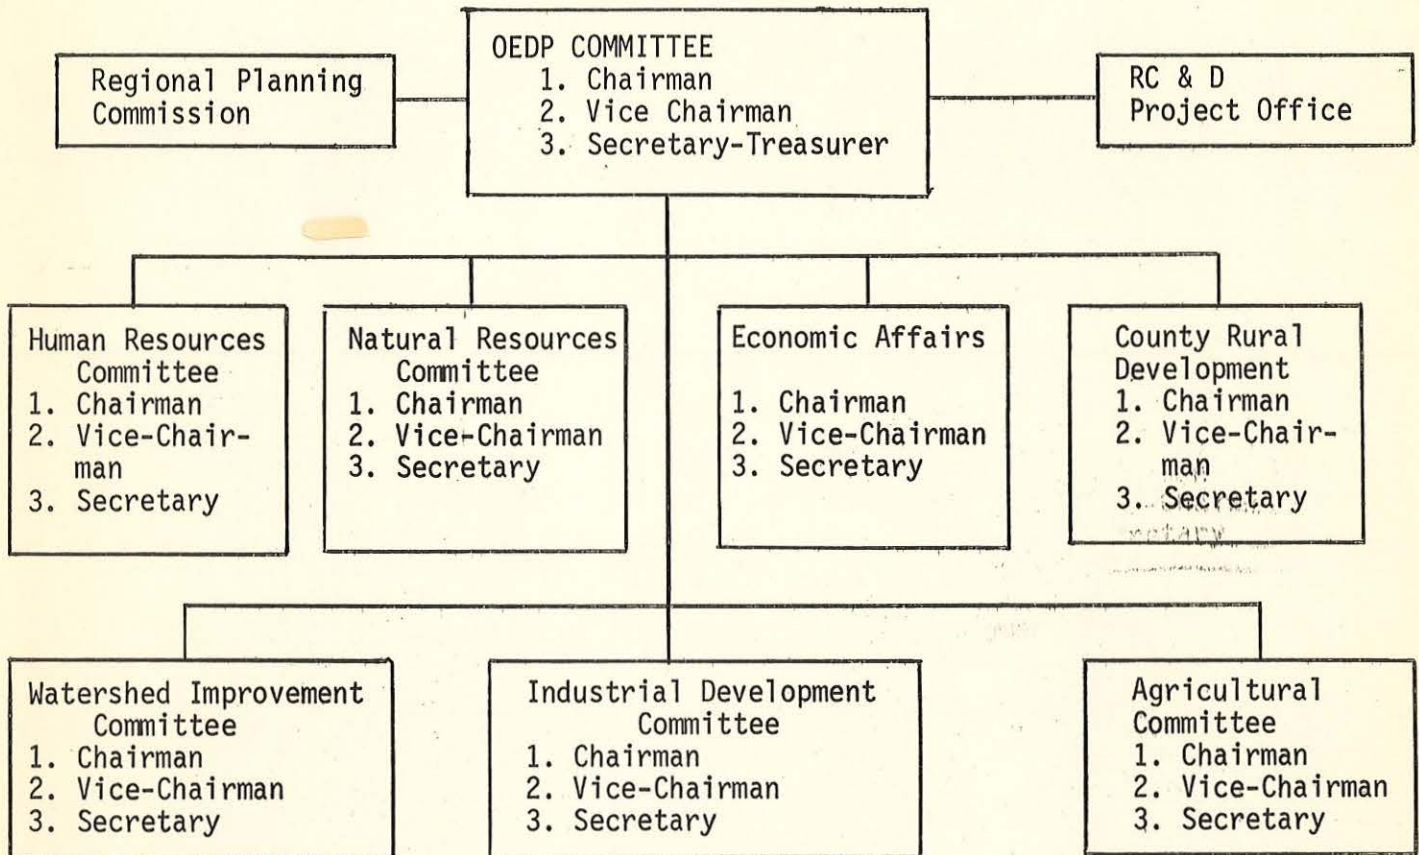 OEDP COMMITTEE
1. Chairman
2. Vice Chairman
3. Secretary-Treasurer
Regional Planning
Commission
RC & D
Project Office
Human Resources
Committee
1. Chairman
2. Vice-Chair-
man
3. Secretary
Natural Resources
Committee
1. Chairman
2. Vice-Chairman
3. Secretary
Economic Affairs
1. Chairman
2. Vice-Chairman
3. Secretary
County Rural
Development
1. Chairman
2. Vice-Chair-
man
3. Secretary
Watershed Improvement
Committee
1. Chairman
2. Vice-Chairman
3. Secretary
Industrial Development
Committee
1. Chairman
2. Vice-Chairman
3. Secretary
Agricultural
Committee
1. Chairman
2. Vice-Chairman
3. Secretary